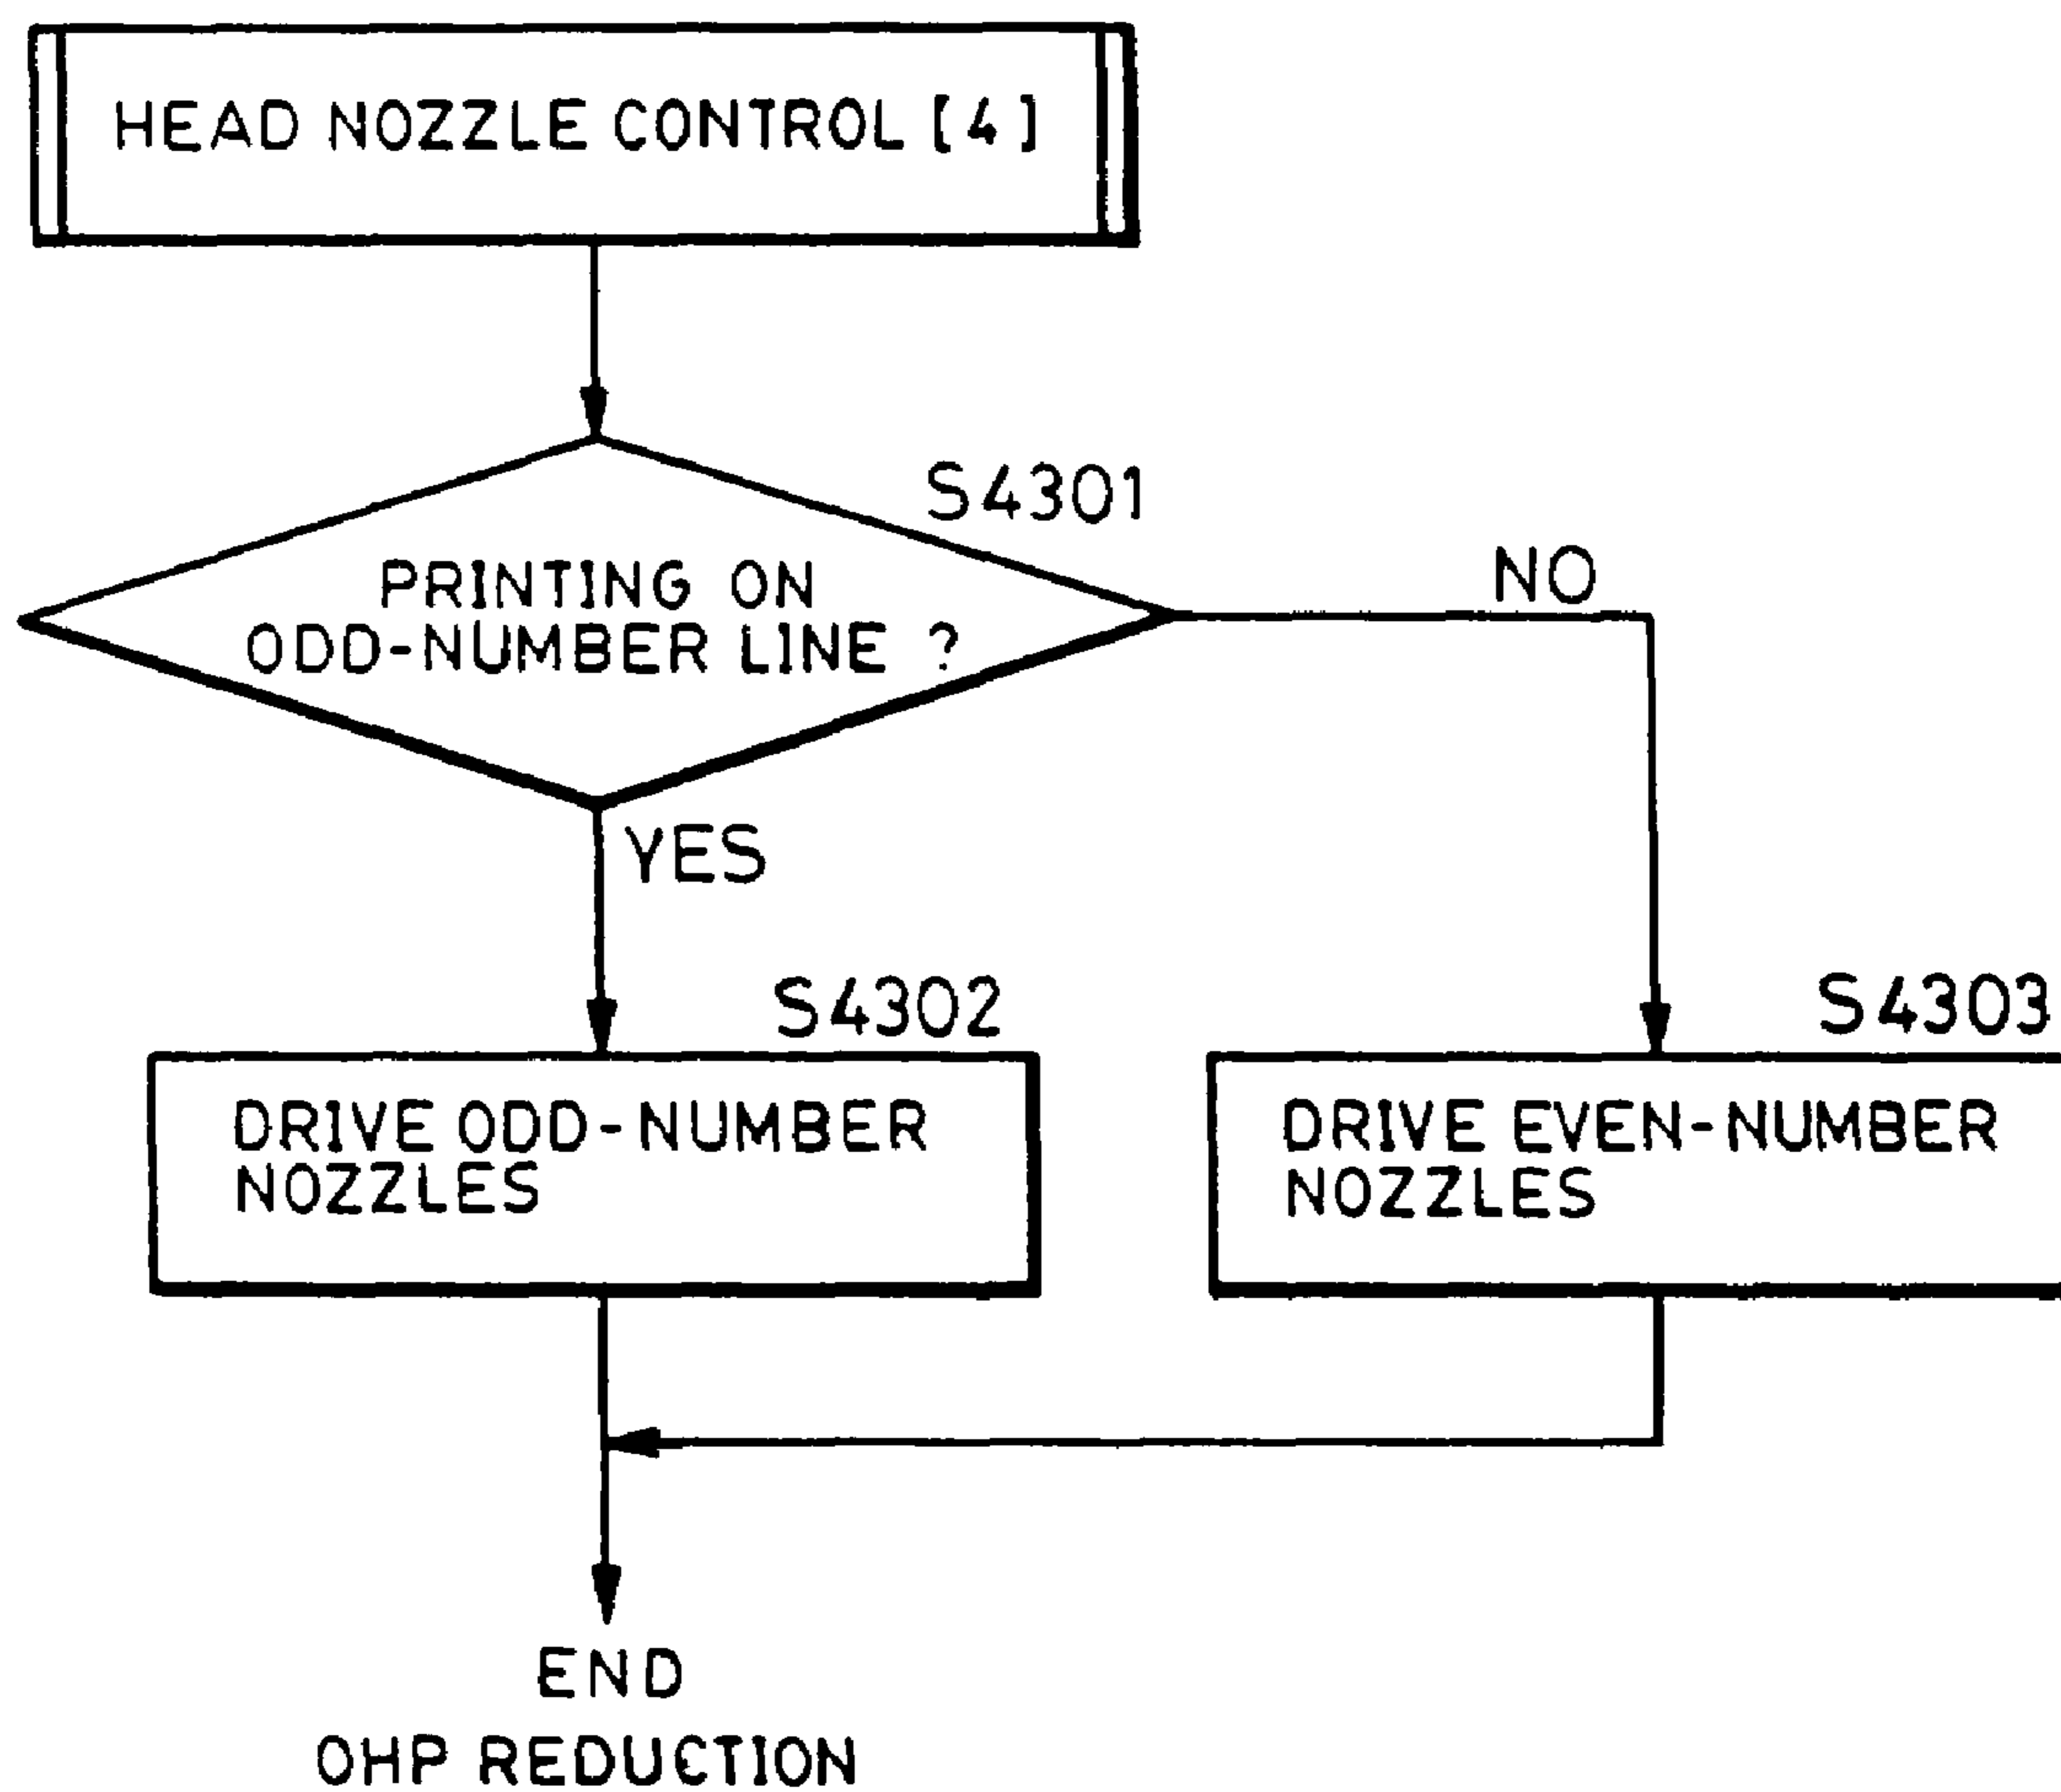 HEAD NOZZLE CONTROL [4]
S4301
PRINTING ON
ODD-NUMBER LINE ?
NO
YES
S4302
DRIVE ODD-NUMBER
NOZZLES
S4303
DRIVE EVEN-NUMBER
NOZZLES
END
OHP REDUCTION